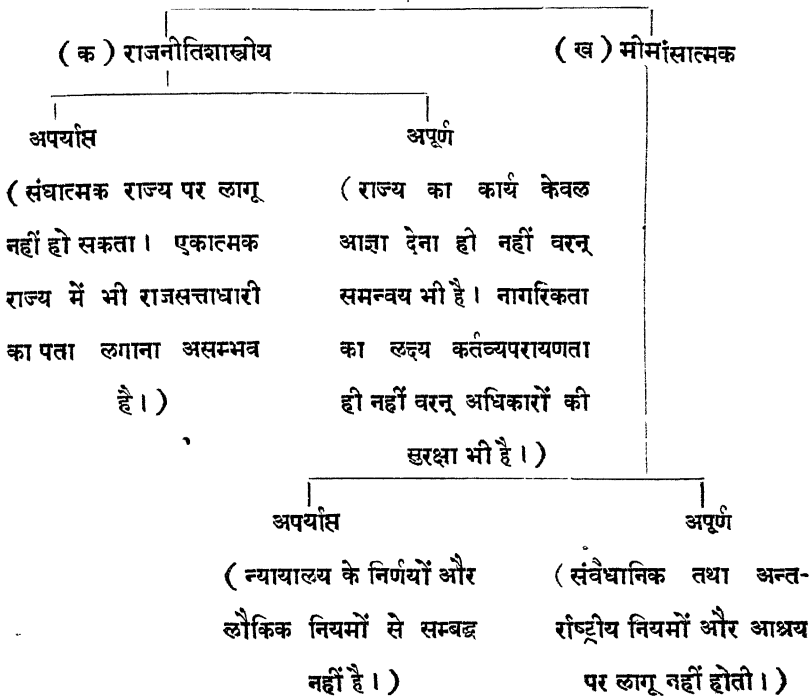 ( क ) राजनीतिशास्त्रीय
( ख ) मीमांसात्मक
अपर्याप्त
( संघात्मक राज्य पर लागू
नहीं हो सकता । एकात्मक
राज्य में भी राजसत्ताधारी
का पता लगाना असम्भव
है । )
अपूर्ण
( राज्य का कार्य केवल
आज्ञा देना ही नहीं वरन्
समन्वय भी है । नागरिकता
का लक्ष्य कर्तव्यपरायणता
ही नहीं वरन् अधिकारों की
सुरक्षा भी है । )
अपर्याप्त
( न्यायालय के निर्णयों और
लौकिक नियमों से सम्बद्ध
नहीं है । )
अपूर्ण
( संवैधानिक तथा अन्त-
र्राष्ट्रीय नियमों और आश्रय
पर लागू नहीं होती । )